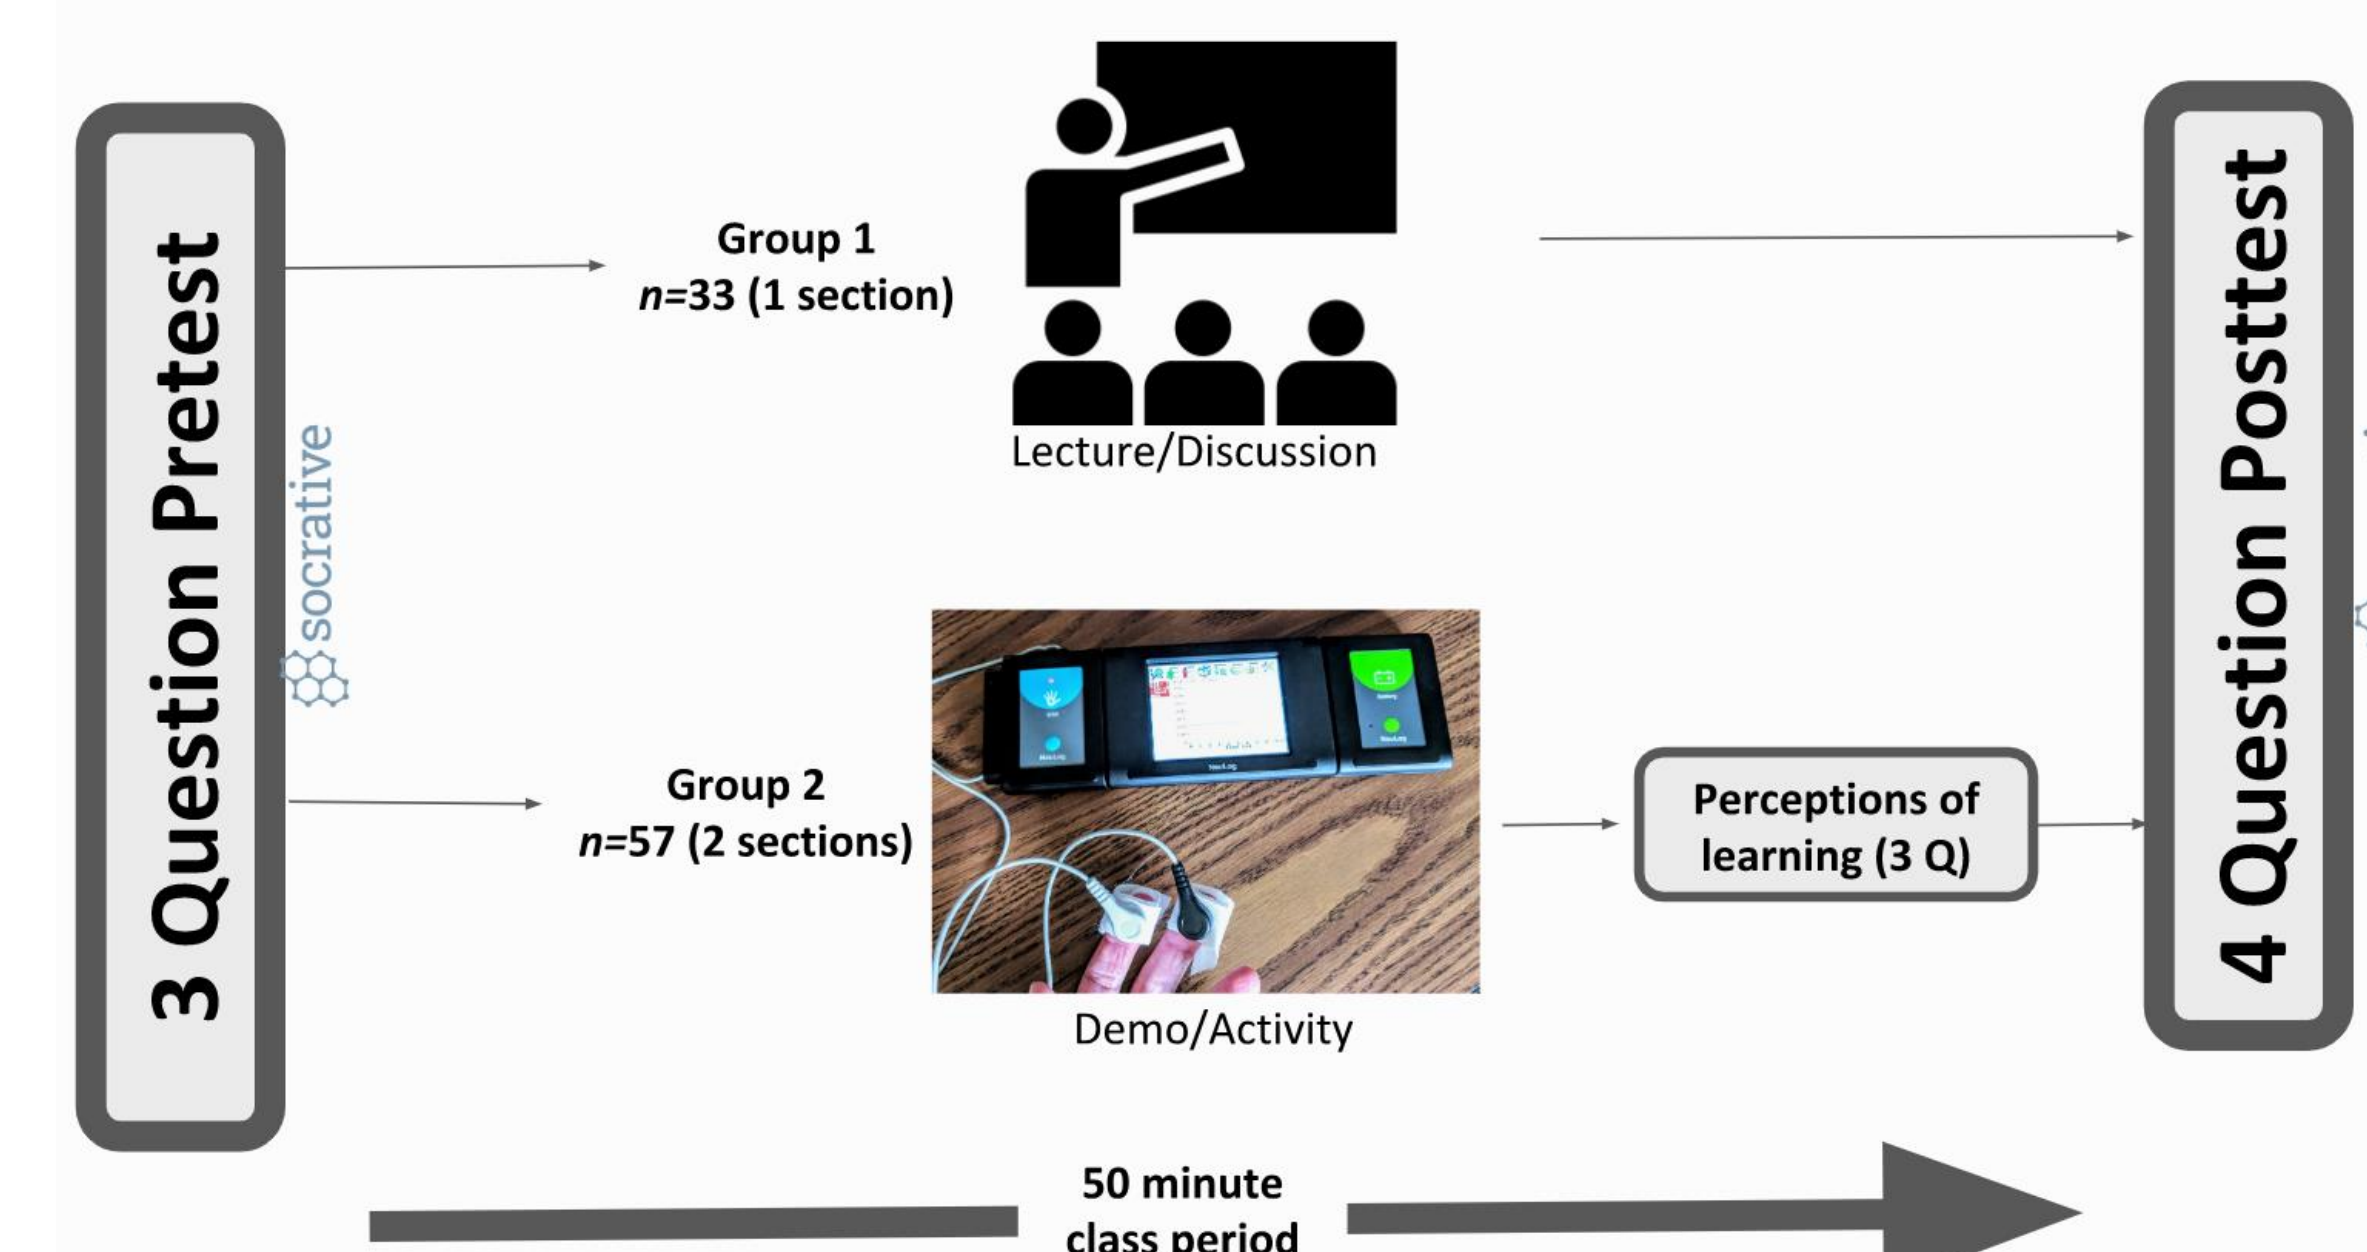 3 Question Pretest
socrative
Group 1
n=33 (1 section)
Lecture/Discussion
Group 2
n=57 (2 sections)
NeuLog
Demo/Activity
Perceptions of
learning (3 Q)
4 Question Posttest
50 minute
class period